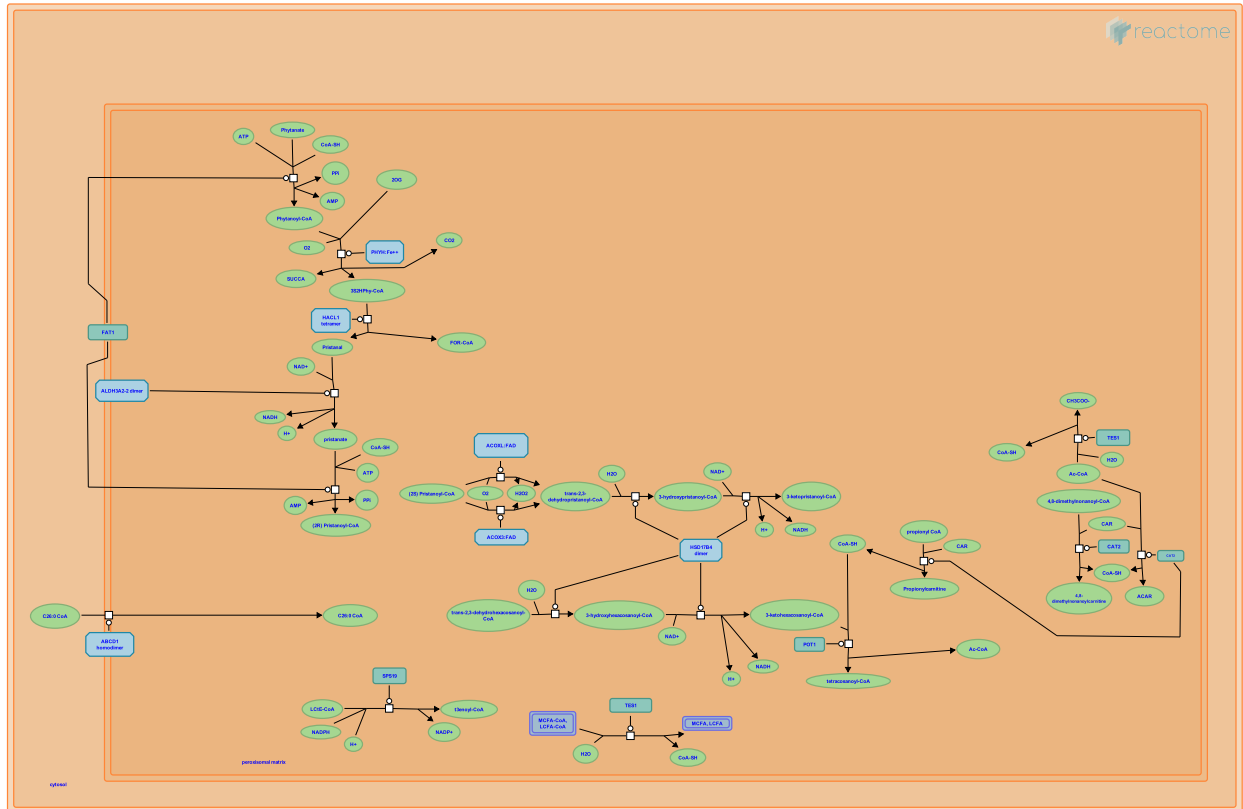 reactome
Phytanate
ATP
CoA-SH
PPi
AMP
2OG
Phytanoyl-CoA
O2
PHYH:Fe++
CO2
SUCCA
3S2HPhy-CoA
HACL1
tetramer
FAT1
Pristanal
FOR-CoA
NAD+
ALDH3A2-2 dimer
NADH
H+
pristanate
CoA-SH
ATP
AMP
PPi
(2R) Pristanoyl-CoA
ACOXL:FAD
(2S) Pristanoyl-CoA
O2
H2O2
ACOX3:FAD
trans-2,3-
dehydropristanoyl-CoA
H2O
3-hydroxypristanoyl-CoA
NAD+
3-ketopristanoyl-CoA
H+
NADH
HSD17B4
dimer
CH3COO-
TES1
CoA-SH
H2O
Ac-CoA
4,8-dimethylnonanoyl-CoA
CAR
CAT2
CoA-SH
4,8-
dimethylnonanoylcarnitine
ACAR
propionyl CoA
CAR
CoA-SH
Propionylcarnitine
C26:0 CoA
C26:0 CoA
ABCD1
homodimer
H2O
trans-2,3-dehydrohexacosanoyl-
CoA
3-hydroxyhexacosanoyl-CoA
3-ketohexacosanoyl-CoA
NAD+
H+
NADH
POT1
Ac-CoA
tetracosanoyl-CoA
SPS19
LCtE-CoA
t3enoyl-CoA
NADPH
H+
NADP+
TES1
MCFA-CoA,
LCFA-CoA
MCFA, LCFA
H2O
CoA-SH
peroxisomal matrix
cytosol